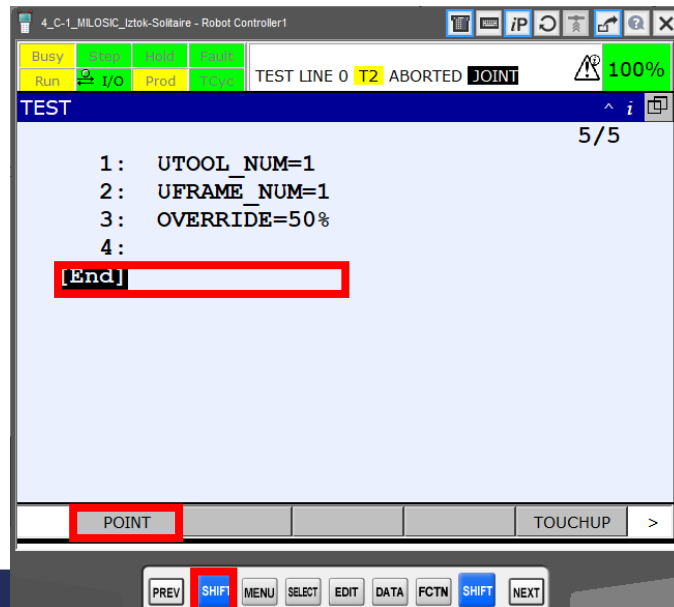 4_C-1_MILOSIC_Iztok-Solitaire - Robot Controller1
iP
Busy Step Hold Fault
Run I/O Prod TCyc
TEST LINE 0 T2 ABORTED JOINT
100%
TEST
^ i
5/5
1: UTOOL_NUM=1
2: UFRAME_NUM=1
3: OVERRIDE=50%
4:
[End]
POINT TOUCHUP >
PREV SHIFT MENU SELECT EDIT DATA FCTN SHIFT NEXT